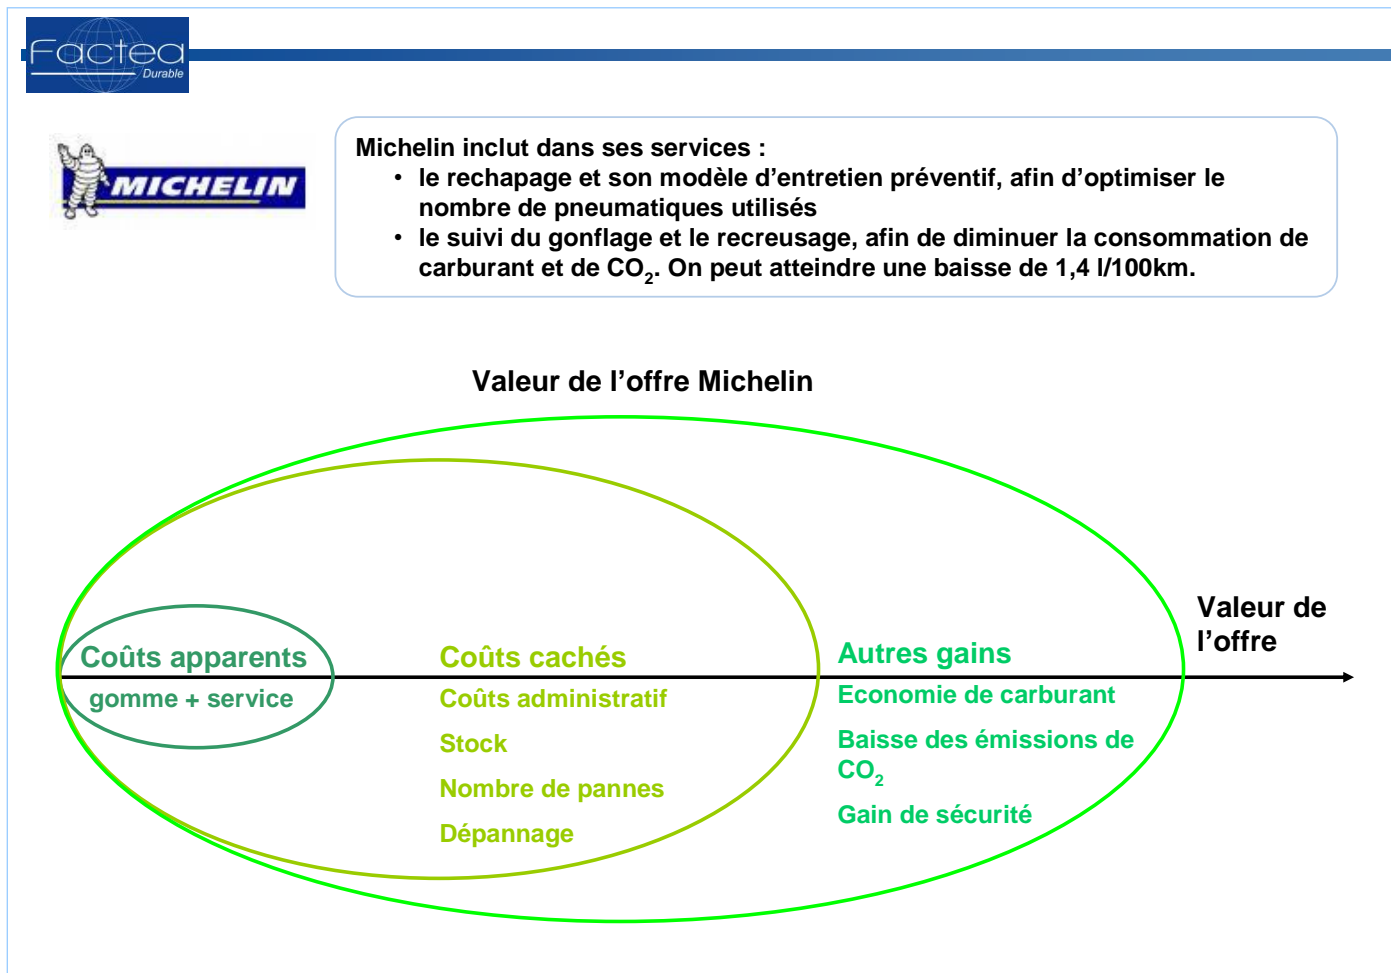 Factea
Durable
MICHELIN
Michelin inclut dans ses services :
• le rechapage et son modèle d’entretien préventif, afin d’optimiser le
nombre de pneumatiques utilisés
• le suivi du gonflage et le recreusage, afin de diminuer la consommation de
carburant et de CO₂. On peut atteindre une baisse de 1,4 l/100km.
Valeur de l’offre Michelin
Valeur de
l’offre
Coûts apparents
gomme + service
Coûts cachés
Coûts administratif
Stock
Nombre de pannes
Dépannage
Autres gains
Economie de carburant
Baisse des émissions de
CO₂
Gain de sécurité